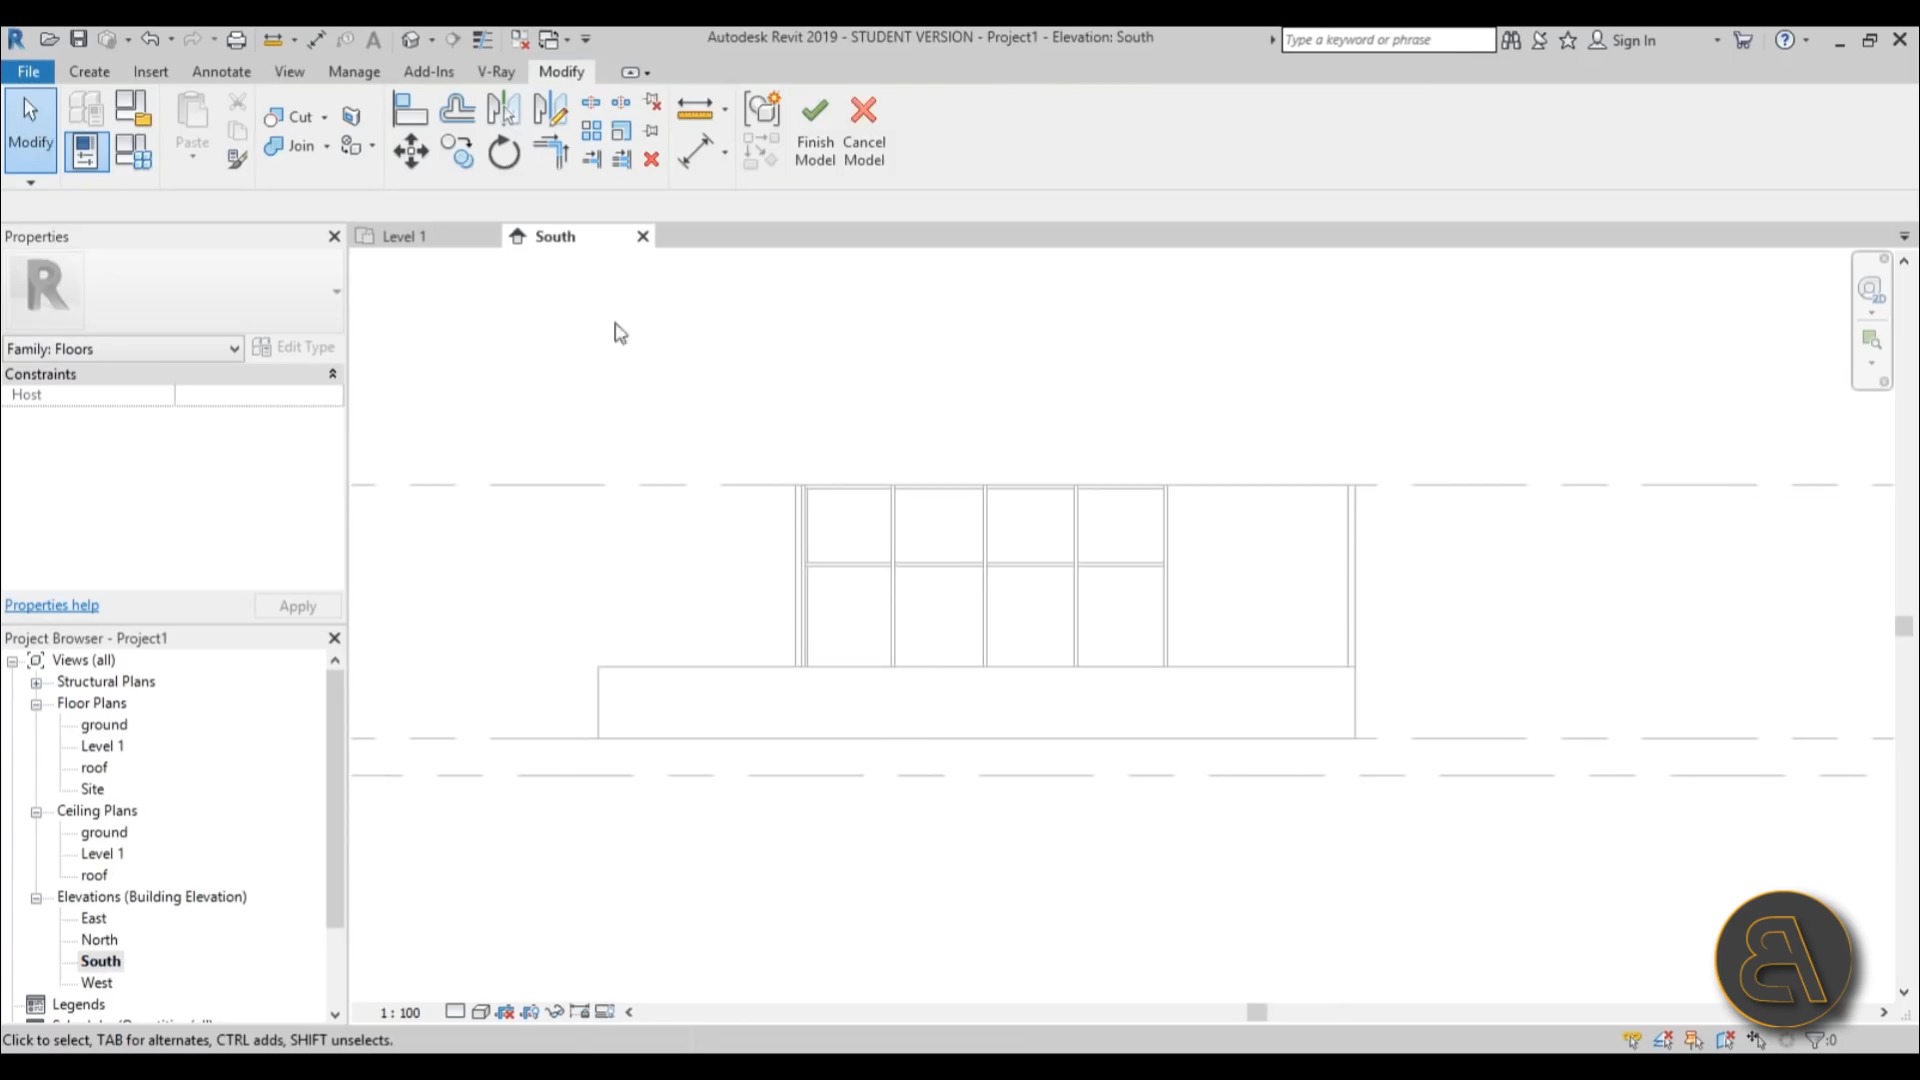 Autodesk Revit 2019 - STUDENT VERSION - Project1 - Elevation: South
Type a keyword or phrase
Sign In
File
Create
Insert
Annotate
View
Manage
Add-Ins
V-Ray
Modify
Modify
Paste
Cut
Join
Finish Model
Cancel Model
Properties
Level 1
South
R
Family: Floors
Edit Type
Constraints
Host
Properties help
Apply
Project Browser - Project1
Views (all)
Structural Plans
Floor Plans
ground
Level 1
roof
Site
Ceiling Plans
ground
Level 1
roof
Elevations (Building Elevation)
East
North
South
West
Legends
1 : 100
Click to select, TAB for alternates, CTRL adds, SHIFT unselects.
:0
2D